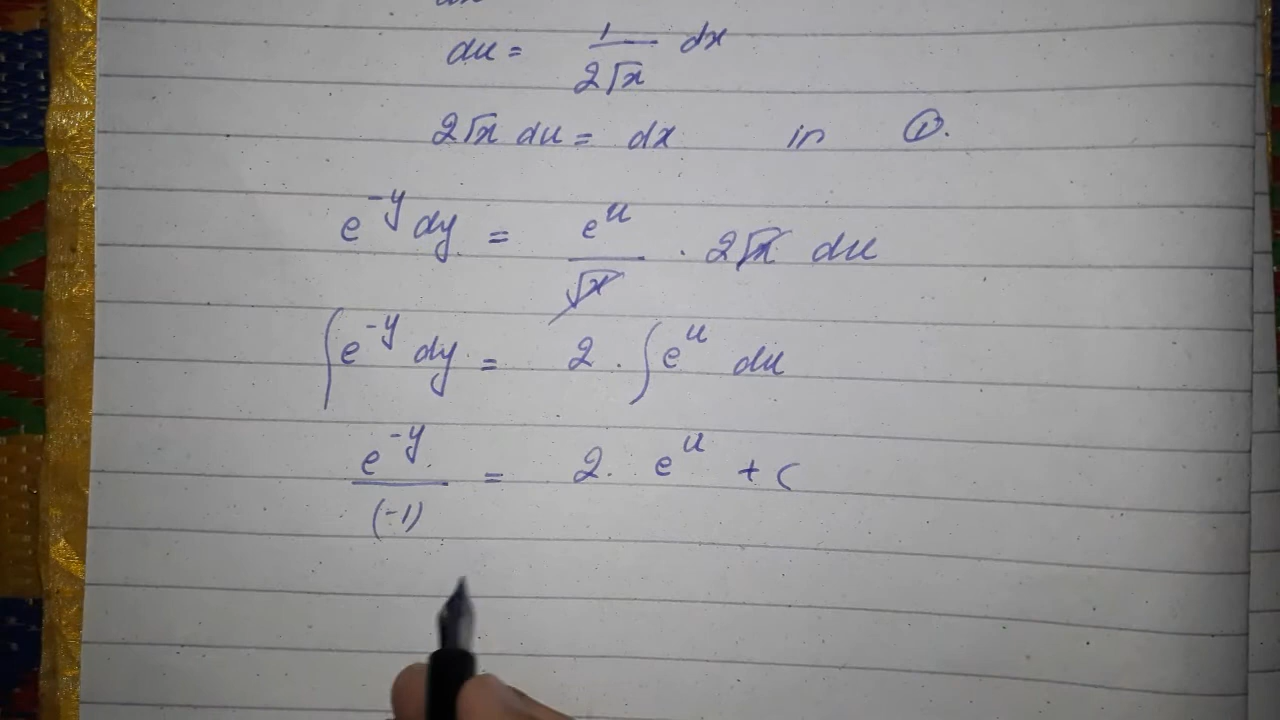 du = 1/(2√x) dx
2√x du = dx in ①.
e^{-y} dy = e^u/√x · 2√x du
∫ e^{-y} dy = 2 · ∫ e^u du
e^{-y}/(-1) = 2. e^u + c